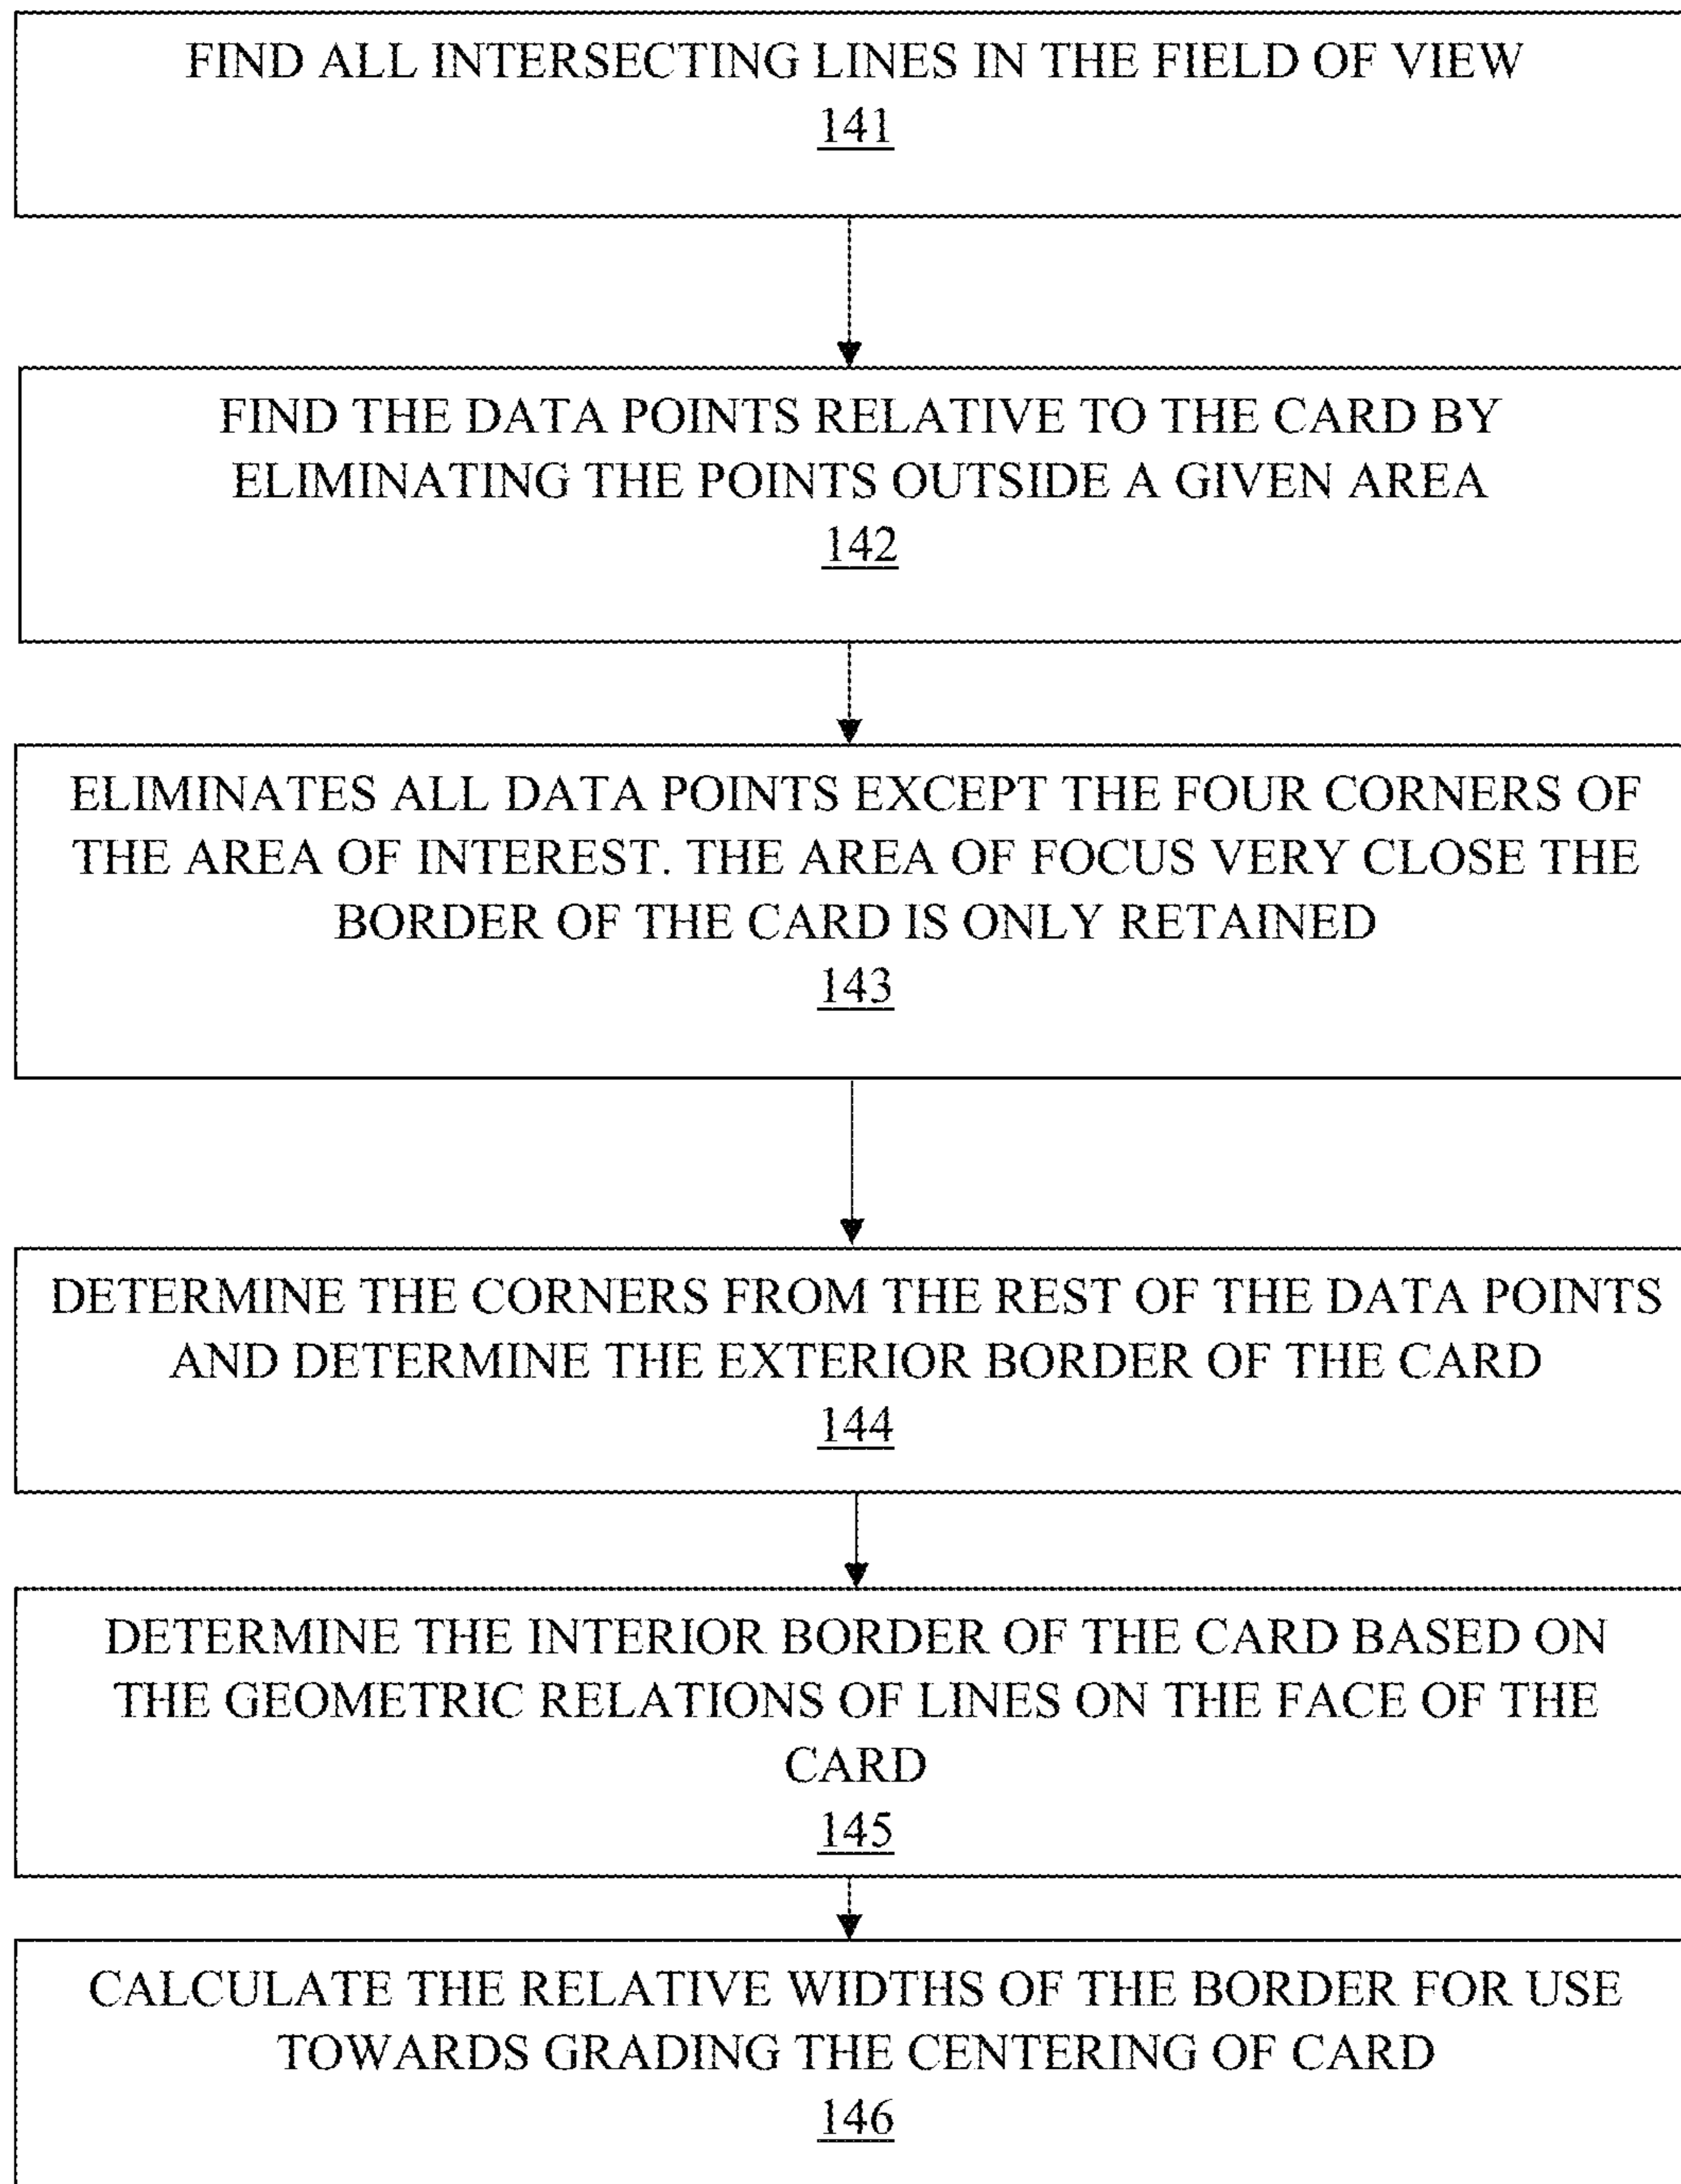 FIND ALL INTERSECTING LINES IN THE FIELD OF VIEW
141
FIND THE DATA POINTS RELATIVE TO THE CARD BY
ELIMINATING THE POINTS OUTSIDE A GIVEN AREA
142
ELIMINATES ALL DATA POINTS EXCEPT THE FOUR CORNERS OF
THE AREA OF INTEREST. THE AREA OF FOCUS VERY CLOSE THE
BORDER OF THE CARD IS ONLY RETAINED
143
DETERMINE THE CORNERS FROM THE REST OF THE DATA POINTS
AND DETERMINE THE EXTERIOR BORDER OF THE CARD
144
DETERMINE THE INTERIOR BORDER OF THE CARD BASED ON
THE GEOMETRIC RELATIONS OF LINES ON THE FACE OF THE
CARD
145
CALCULATE THE RELATIVE WIDTHS OF THE BORDER FOR USE
TOWARDS GRADING THE CENTERING OF CARD
146